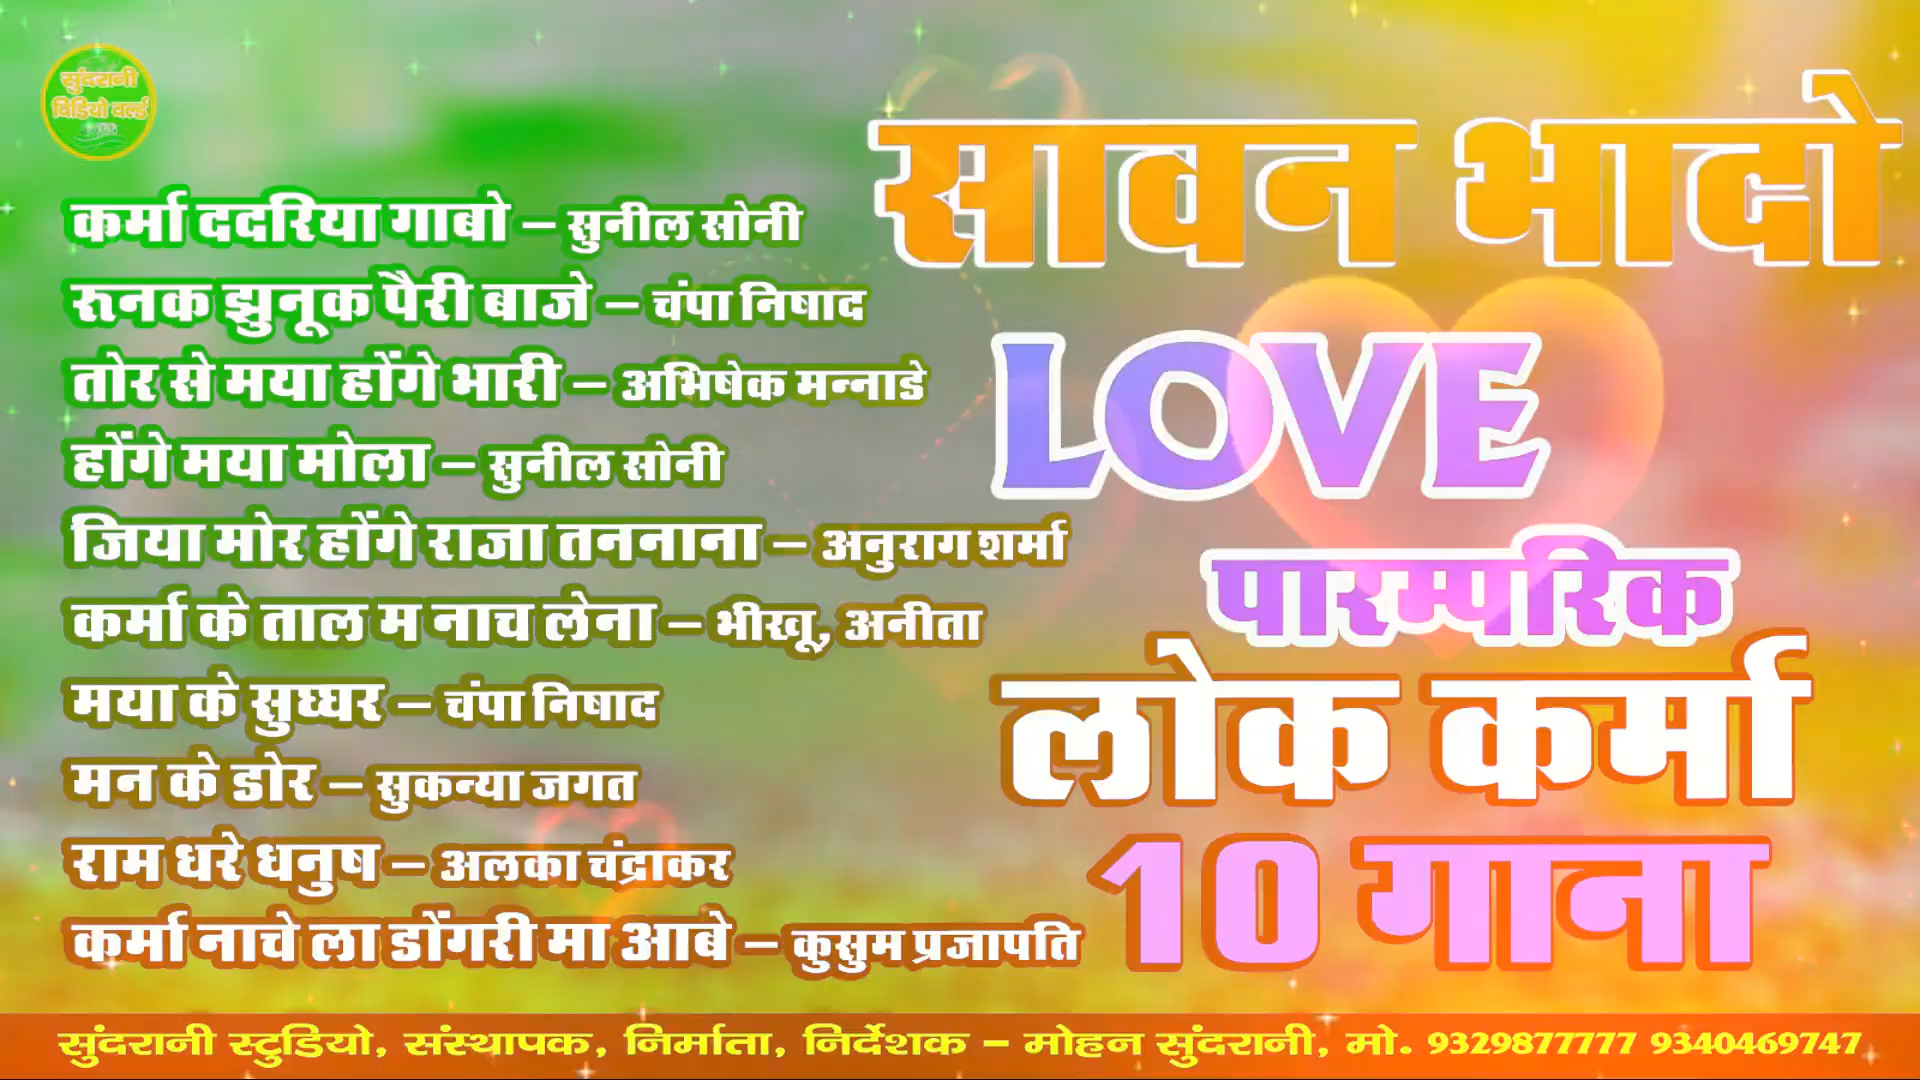 सुंदरानी
विडियो वर्ल्ड
कर्मा ददरिया गाबो – सुनील सोनी
रूनक झुनूक पैरी बाजे – चंपा निषाद
तोर से मया होंगे भारी – अभिषेक मन्नाडे
होंगे मया मोला – सुनील सोनी
जिया मोर होंगे राजा तननाना – अनुराग शर्मा
कर्मा के ताल म नाच लेना – भीखू, अनीता
मया के सुघ्घर – चंपा निषाद
मन के डोर – सुकन्या जगत
राम धरे धनुष – अलका चंद्राकर
कर्मा नाचे ला डोंगरी मा आबे – कुसुम प्रजापति
सावन भादो
LOVE
पारम्परिक
लोक कर्मा
10 गाना
सुंदरानी स्टुडियो, संस्थापक, निर्माता, निर्देशक – मोहन सुंदरानी, मो. 9329877777 9340469747